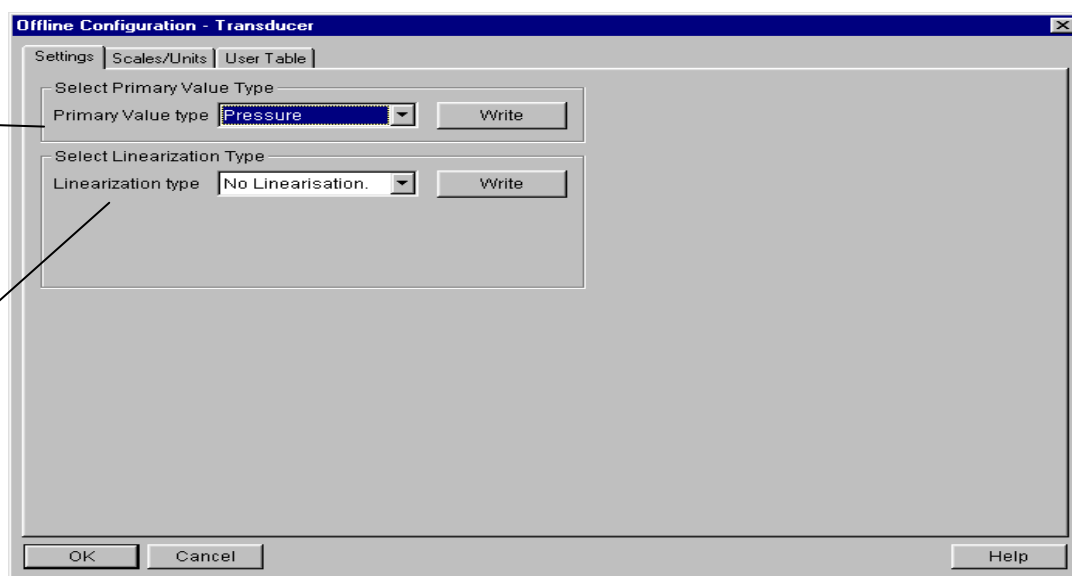 Offline Configuration - Transducer
Settings Scales/Units User Table
Select Primary Value Type
Primary Value type Pressure Write
Select Linearization Type
Linearization type No Linearisation. Write
OK Cancel Help